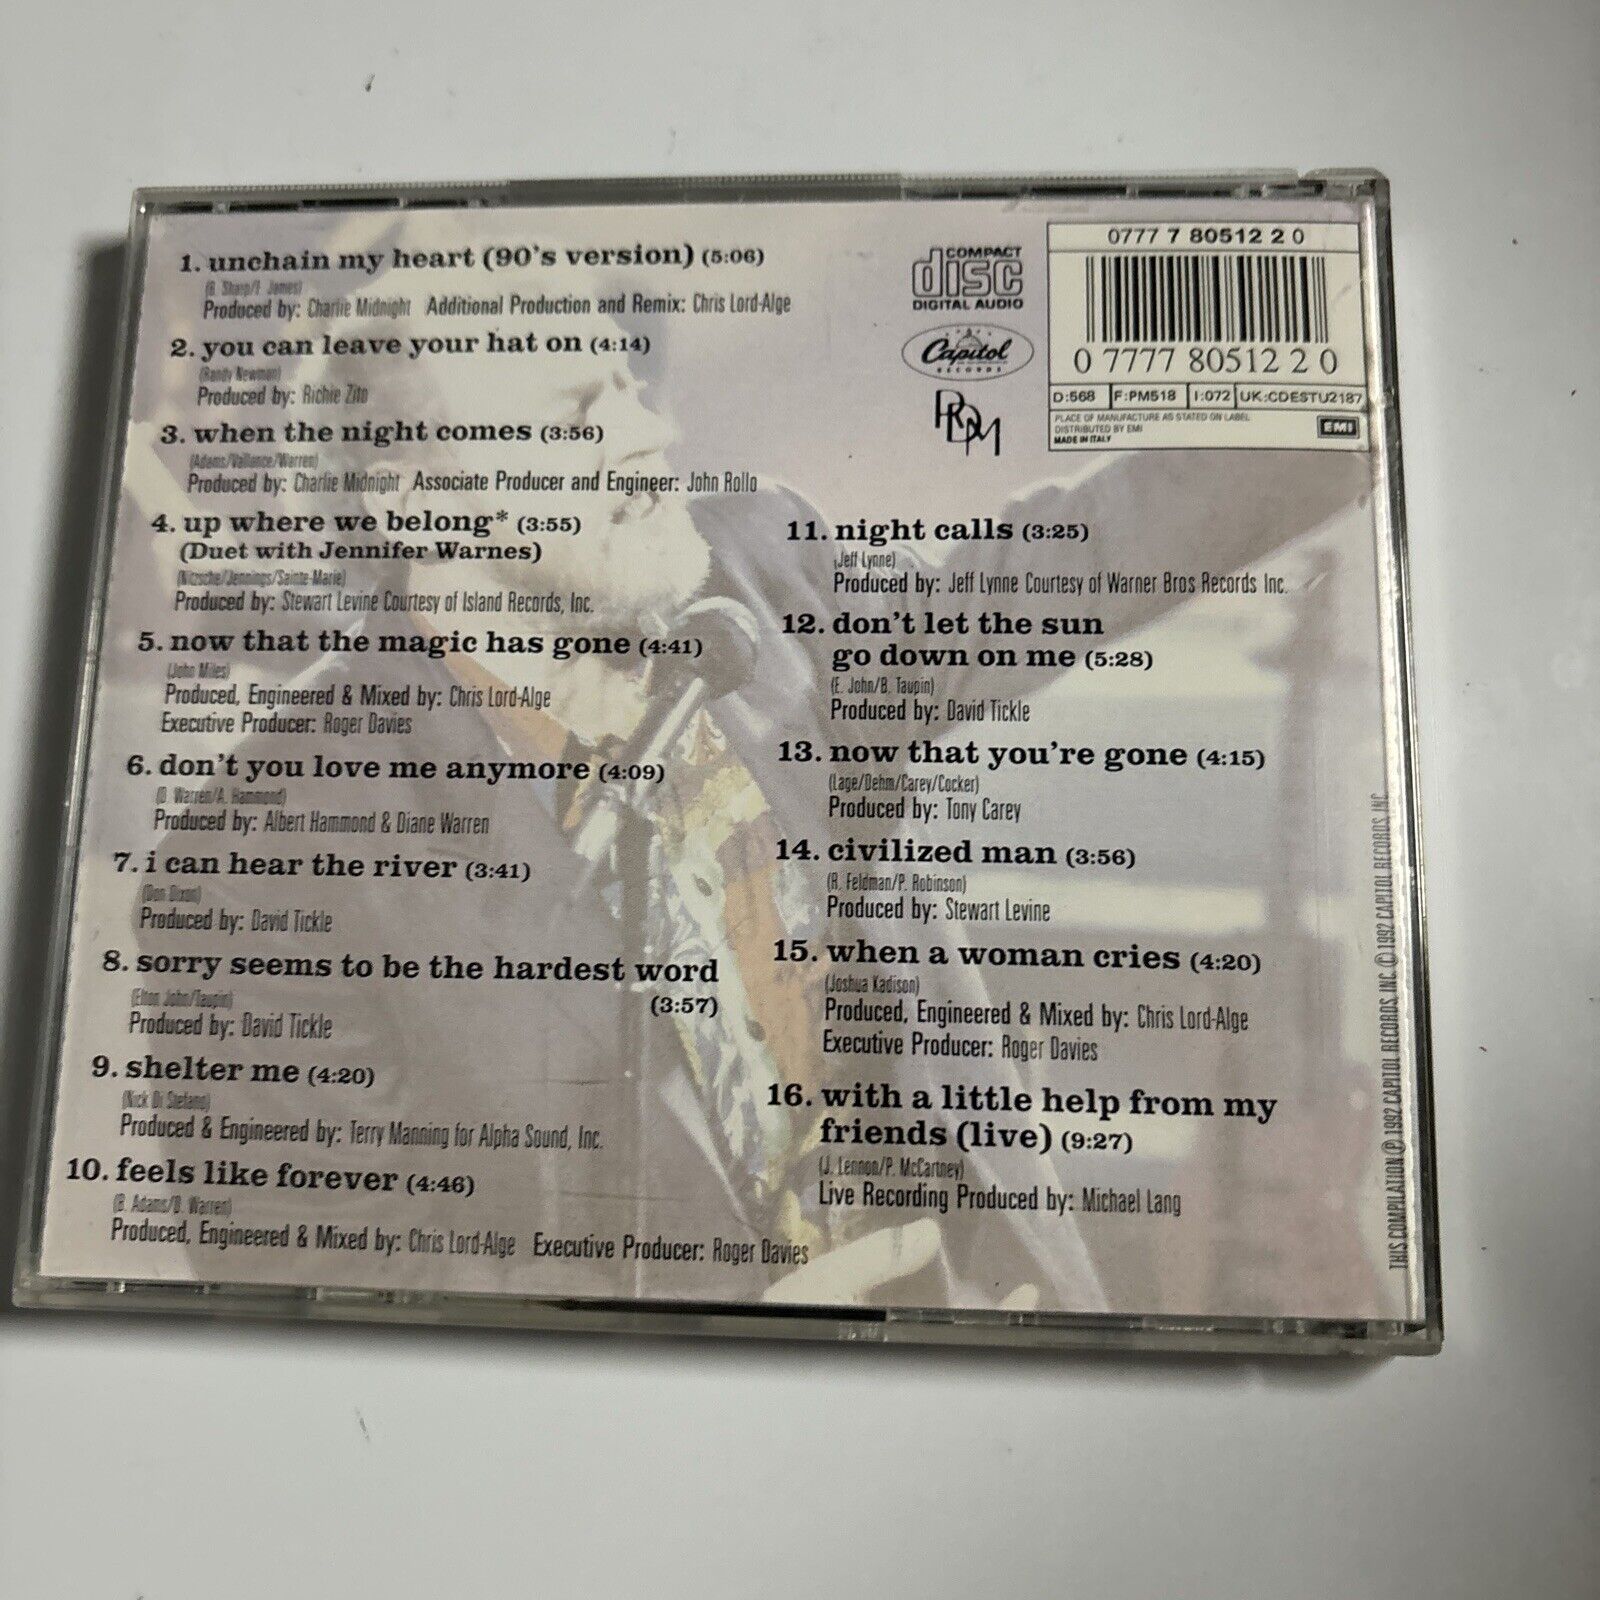 1. unchain my heart (90's version) (5:06)
(B. Sharp/T. James)
Produced by: Charlie Midnight Additional Production and Remix: Chris Lord-Alge
2. you can leave your hat on (4:14)
(Randy Newman)
Produced by: Richie Zito
3. when the night comes (3:56)
(Adams/Vallance/Warren)
Produced by: Charlie Midnight Associate Producer and Engineer: John Rollo
4. up where we belong* (3:55)
(Duet with Jennifer Warnes)
(Nitzsche/Jennings/Sainte-Marie)
Produced by: Stewart Levine Courtesy of Island Records, Inc.
5. now that the magic has gone (4:41)
(John Miles)
Produced, Engineered & Mixed by: Chris Lord-Alge
Executive Producer: Roger Davies
6. don't you love me anymore (4:09)
(D. Warren/A. Hammond)
Produced by: Albert Hammond & Diane Warren
7. i can hear the river (3:41)
(Don Dixon)
Produced by: David Tickle
8. sorry seems to be the hardest word
(3:57)
(Elton John/Taupin)
Produced by: David Tickle
9. shelter me (4:20)
(Nick Di Stefano)
Produced & Engineered by: Terry Manning for Alpha Sound, Inc.
10. feels like forever (4:46)
(B. Adams/D. Warren)
Produced, Engineered & Mixed by: Chris Lord-Alge Executive Producer: Roger Davies
COMPACT
disc
DIGITAL AUDIO
Capitol
RECORDS
PRDM
0777 7 80512 2 0
0 77778 05122 0
D:568 F:PM518 I:072 UK:CDESTU2187
PLACE OF MANUFACTURE AS STATED ON LABEL
DISTRIBUTED BY EMI
MADE IN ITALY
EMI
11. night calls (3:25)
(Jeff Lynne)
Produced by: Jeff Lynne Courtesy of Warner Bros Records Inc.
12. don't let the sun
go down on me (5:28)
(E. John/B. Taupin)
Produced by: David Tickle
13. now that you're gone (4:15)
(Lage/Dehm/Carey/Cocker)
Produced by: Tony Carey
14. civilized man (3:56)
(R. Feldman/P. Robinson)
Produced by: Stewart Levine
15. when a woman cries (4:20)
(Joshua Kadison)
Produced, Engineered & Mixed by: Chris Lord-Alge
Executive Producer: Roger Davies
16. with a little help from my
friends (live) (9:27)
(J. Lennon/P. McCartney)
Live Recording Produced by: Michael Lang
THIS COMPILATION ℗ 1992 CAPITOL RECORDS, INC. © 1992 CAPITOL RECORDS, INC.